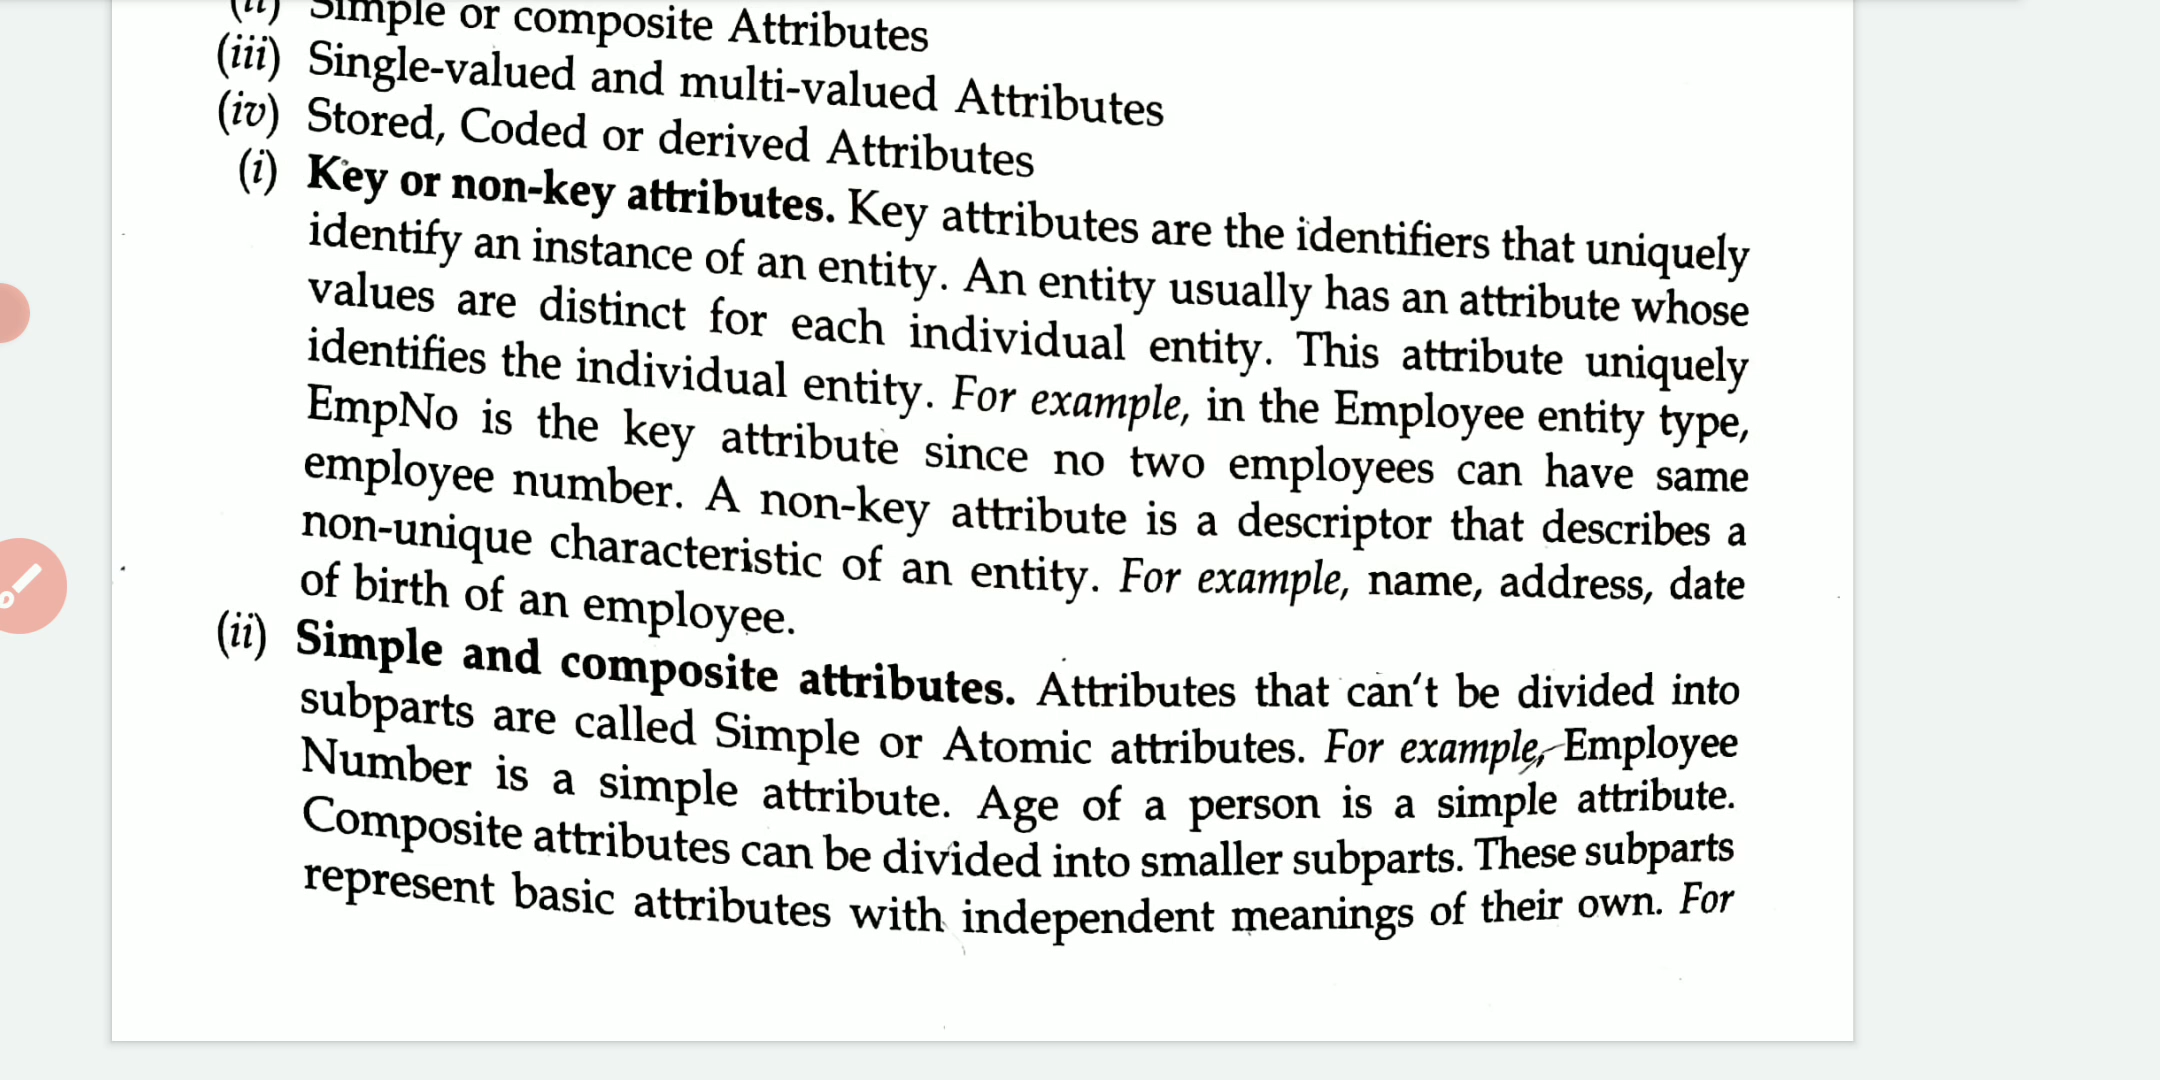 (ii) Simple or composite Attributes
(iii) Single-valued and multi-valued Attributes
(iv) Stored, Coded or derived Attributes
(i) Key or non-key attributes. Key attributes are the identifiers that uniquely
identify an instance of an entity. An entity usually has an attribute whose
values are distinct for each individual entity. This attribute uniquely
identifies the individual entity. For example, in the Employee entity type,
EmpNo is the key attribute since no two employees can have same
employee number. A non-key attribute is a descriptor that describes a
non-unique characteristic of an entity. For example, name, address, date
of birth of an employee.
(ii) Simple and composite attributes. Attributes that can't be divided into
subparts are called Simple or Atomic attributes. For example, Employee
Number is a simple attribute. Age of a person is a simple attribute.
Composite attributes can be divided into smaller subparts. These subparts
represent basic attributes with independent meanings of their own. For